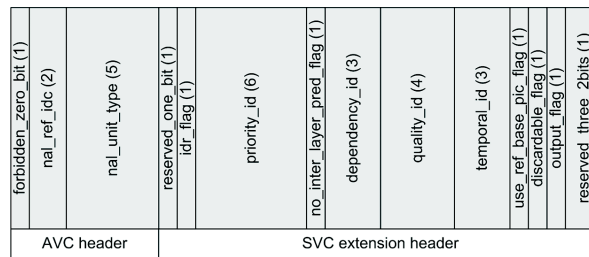 forbidden_zero_bit (1)
nal_ref_idc (2)
nal_unit_type (5)
reserved_one_bit (1)
idr_flag (1)
priority_id (6)
no_inter_layer_pred_flag (1)
dependency_id (3)
quality_id (4)
temporal_id (3)
use_ref_base_pic_flag (1)
discardable_flag (1)
output_flag (1)
reserved_three_2bits (1)
AVC header
SVC extension header